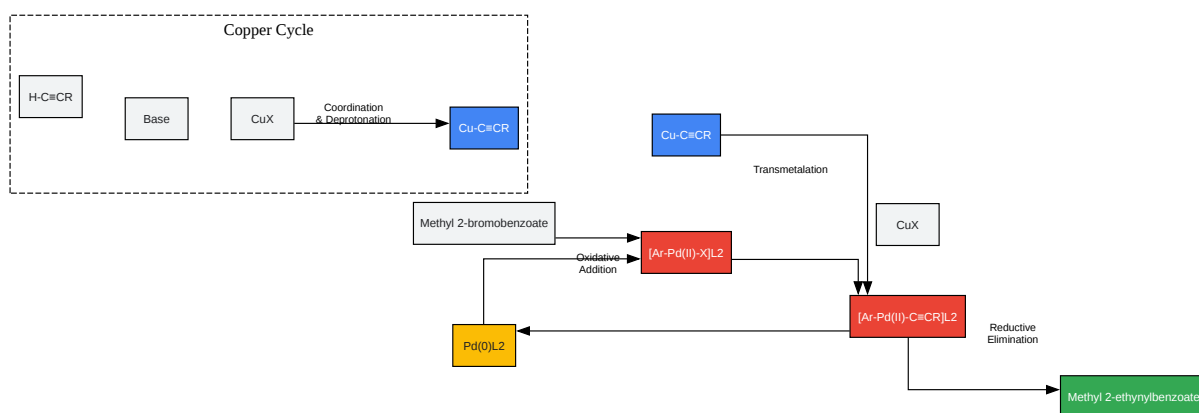 Copper Cycle
H-C≡CR
Base
CuX
Coordination
& Deprotonation
Cu-C≡CR
Cu-C≡CR
Transmetalation
Methyl 2-bromobenzoate
CuX
[Ar-Pd(II)-X]L2
Oxidative
Addition
[Ar-Pd(II)-C≡CR]L2
Reductive
Elimination
Pd(0)L2
Methyl 2-ethynylbenzoate